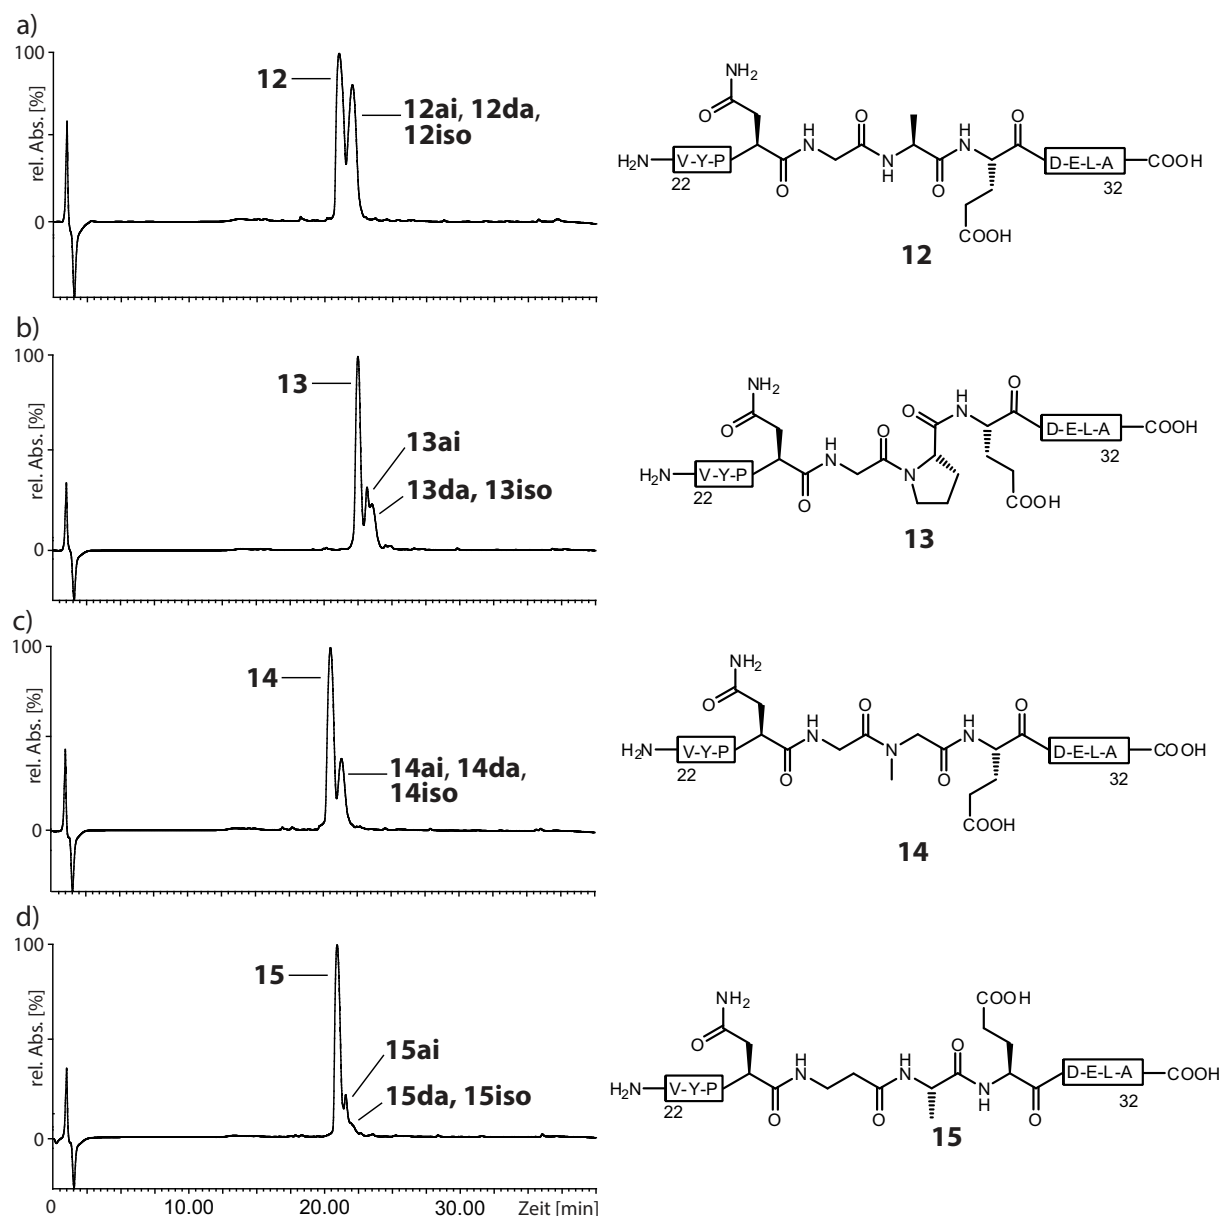 a)
100
0
rel. Abs. [%]
12
12ai, 12da,
12iso
NH₂
O
H
N
O
H
N
O
H₂N
V-Y-P
22
O
N
H
O
D-E-L-A
32
COOH
COOH
12
b)
100
0
rel. Abs. [%]
13
13ai
13da, 13iso
NH₂
O
H
N
O
O
N
H
O
H₂N
V-Y-P
22
O
N
D-E-L-A
32
COOH
COOH
13
c)
100
0
rel. Abs. [%]
14
14ai, 14da,
14iso
NH₂
O
H
N
O
H
N
O
H₂N
V-Y-P
22
O
N
O
D-E-L-A
32
COOH
COOH
14
d)
100
0
rel. Abs. [%]
15
15ai
15da, 15iso
0
10.00
20.00
30.00
Zeit [min]
NH₂
O
COOH
H
N
H
N
O
H₂N
V-Y-P
22
O
O
N
H
O
D-E-L-A
32
COOH
15